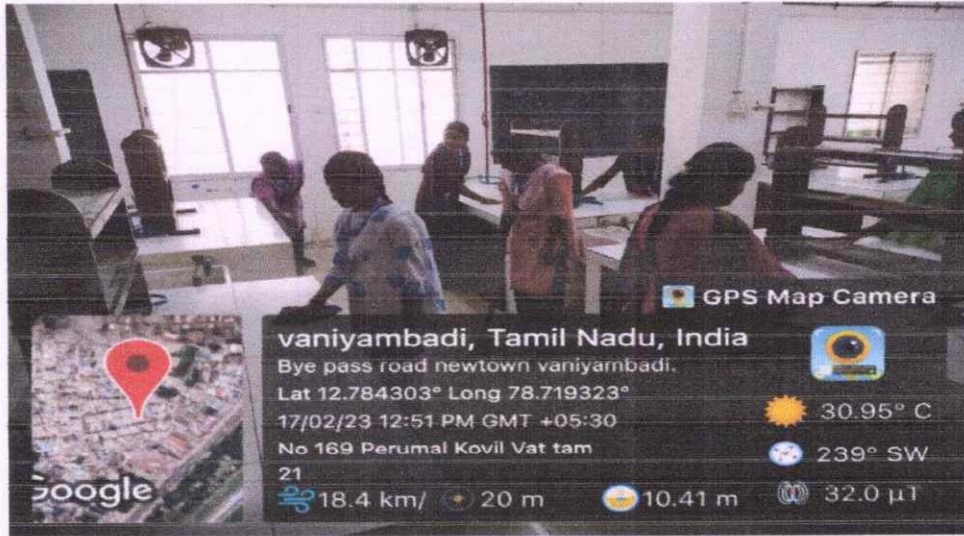 GPS Map Camera
vaniyambadi, Tamil Nadu, India
Bye pass road newtown vaniyambadi.
Lat 12.784303° Long 78.719323°
17/02/23 12:51 PM GMT +05:30
No 169 Perumal Kovil Vat tam
21
30.95° C
239° SW
18.4 km/
20 m
10.41 m
32.0 µT
Google